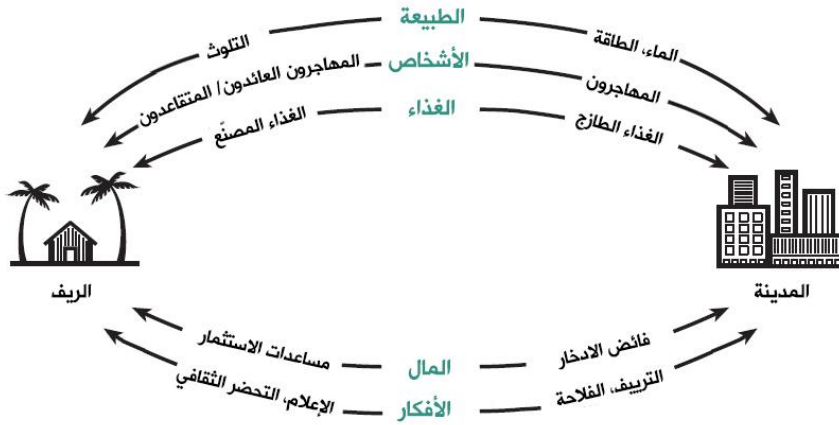 الطبيعة
الماء، الطاقة
التلوث
الأشخاص
المهاجرون
المهاجرون العائدون/ المتقاعدون
الغذاء
الغذاء الطازج
الغذاء المصنّع
المدينة
الريف
المال
فائض الادخار
مساعدات الاستثمار
الأفكار
الترييف، الفلاحة
الإعلام، التحضر الثقافي